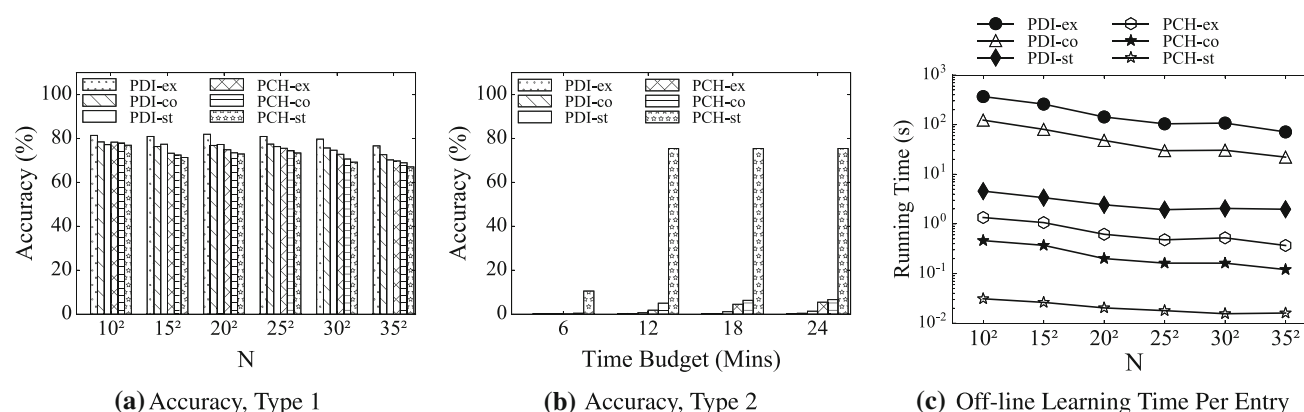 PDI-ex PCH-ex
PDI-co PCH-co
PDI-st PCH-st
100
80
60
40
20
0
Accuracy (%)
10² 15² 20² 25² 30² 35²
N
(a) Accuracy, Type 1
PDI-ex PCH-ex
PDI-co PCH-co
PDI-st PCH-st
100
80
60
40
20
0
Accuracy (%)
6 12 18 24
Time Budget (Mins)
(b) Accuracy, Type 2
PDI-ex PCH-ex
PDI-co PCH-co
PDI-st PCH-st
10³
10²
10¹
10⁰
10⁻¹
10⁻²
Running Time (s)
10² 15² 20² 25² 30² 35²
N
(c) Off-line Learning Time Per Entry